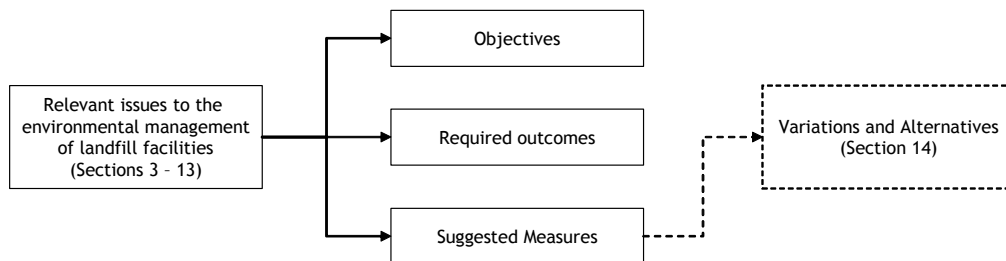 Objectives
Relevant issues to the
environmental management
of landfill facilities
(Sections 3 – 13)
Required outcomes
Variations and Alternatives
(Section 14)
Suggested Measures